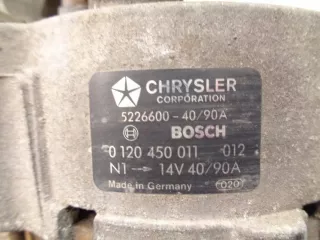 CHRYSLER
CORPORATION
5226600-40/90A
BOSCH
0 120 450 011 012
N1→ 14V 40/90A
Made in Germany 020